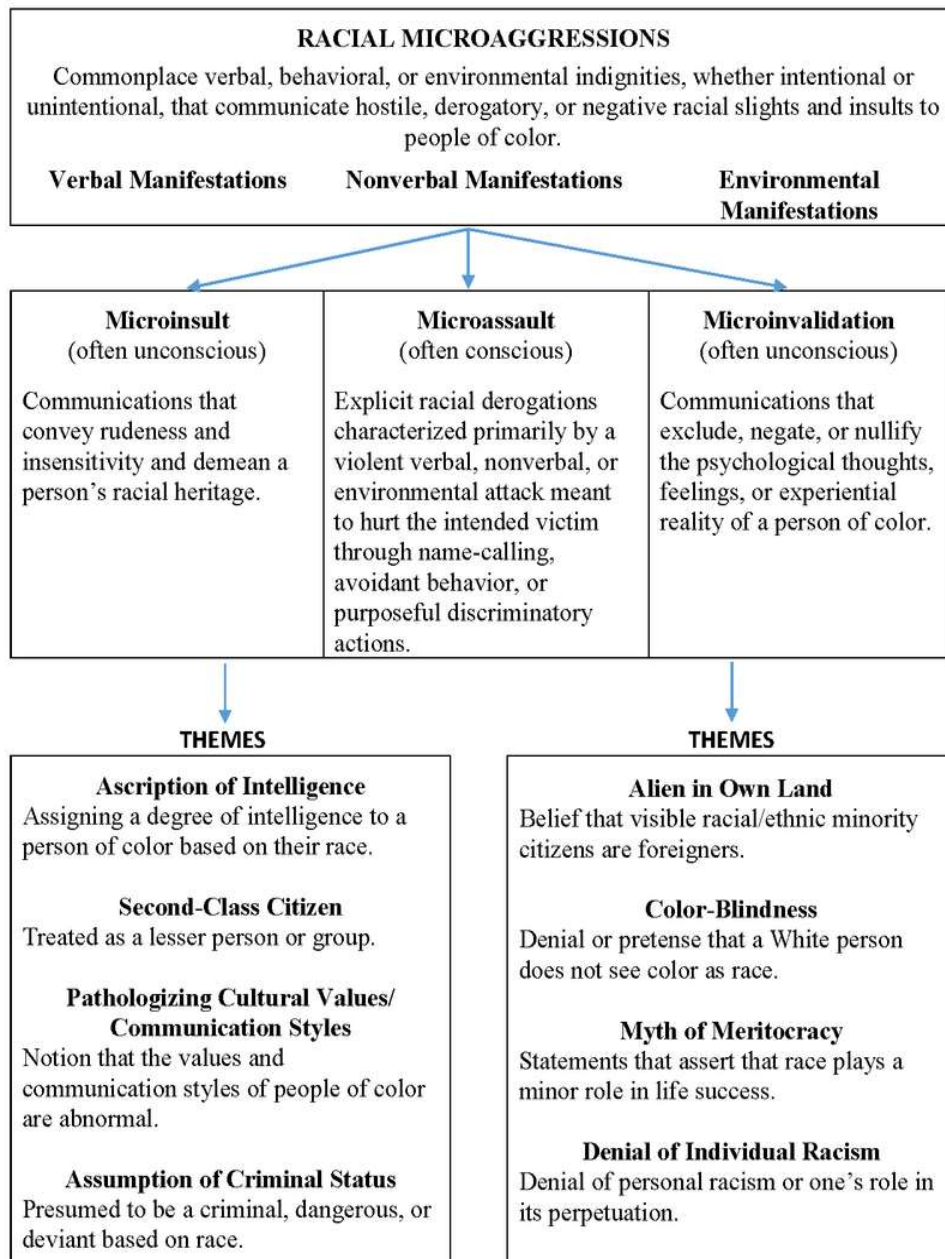 RACIAL MICROAGGRESSIONS
Commonplace verbal, behavioral, or environmental indignities, whether intentional or
unintentional, that communicate hostile, derogatory, or negative racial slights and insults to
people of color.
Verbal Manifestations
Nonverbal Manifestations
Environmental
Manifestations
Microinsult
(often unconscious)
Communications that
convey rudeness and
insensitivity and demean a
person’s racial heritage.
Microassault
(often conscious)
Explicit racial derogations
characterized primarily by a
violent verbal, nonverbal, or
environmental attack meant
to hurt the intended victim
through name-calling,
avoidant behavior, or
purposeful discriminatory
actions.
Microinvalidation
(often unconscious)
Communications that
exclude, negate, or nullify
the psychological thoughts,
feelings, or experiential
reality of a person of color.
THEMES
Ascription of Intelligence
Assigning a degree of intelligence to a
person of color based on their race.
Second-Class Citizen
Treated as a lesser person or group.
Pathologizing Cultural Values/
Communication Styles
Notion that the values and
communication styles of people of color
are abnormal.
Assumption of Criminal Status
Presumed to be a criminal, dangerous, or
deviant based on race.
THEMES
Alien in Own Land
Belief that visible racial/ethnic minority
citizens are foreigners.
Color-Blindness
Denial or pretense that a White person
does not see color as race.
Myth of Meritocracy
Statements that assert that race plays a
minor role in life success.
Denial of Individual Racism
Denial of personal racism or one’s role in
its perpetuation.